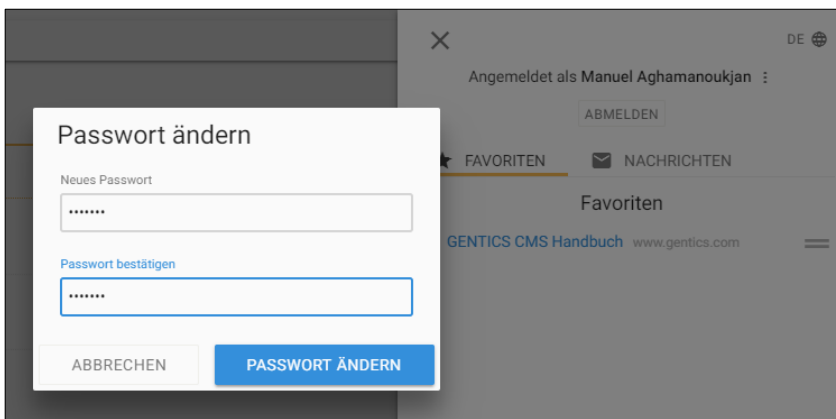 DE
Angemeldet als Manuel Aghamanoukjan
ABMELDEN
FAVORITEN NACHRICHTEN
Favoriten
GENTICS CMS Handbuch www.gentics.com
Passwort ändern
Neues Passwort
•••••••
Passwort bestätigen
•••••••
ABBRECHEN PASSWORT ÄNDERN